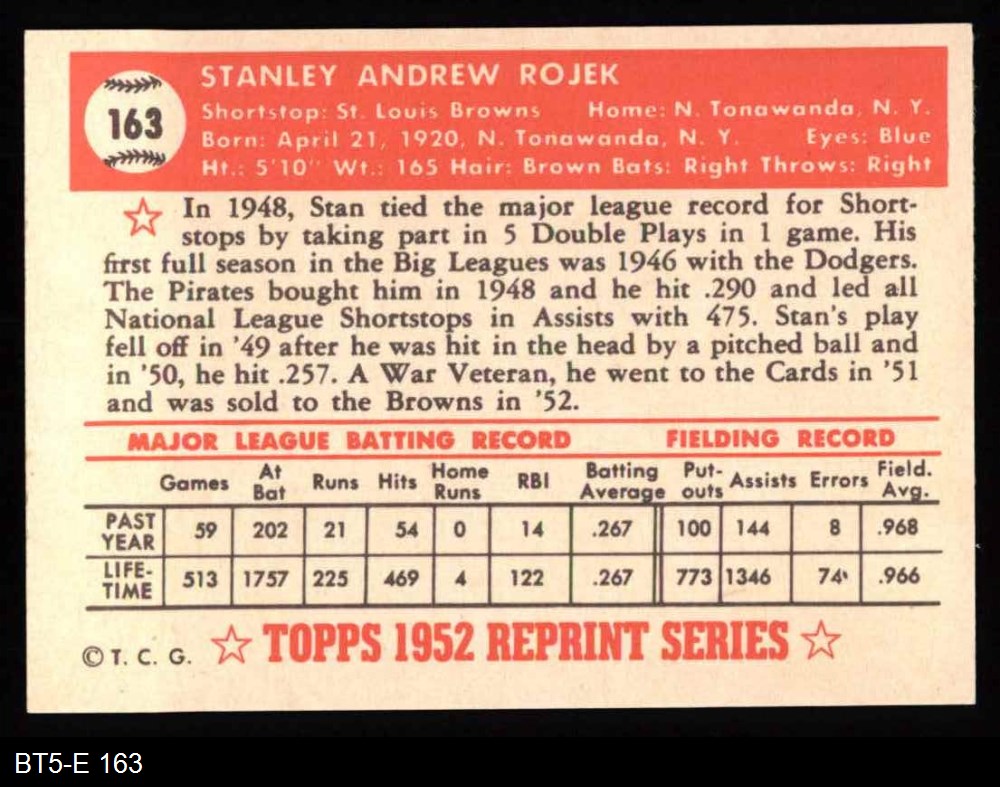 163
STANLEY ANDREW ROJEK
Shortstop: St. Louis Browns Home: N. Tonawanda, N. Y.
Born: April 21, 1920, N. Tonawanda, N. Y. Eyes: Blue
Ht.: 5'10" Wt.: 165 Hair: Brown Bats: Right Throws: Right
In 1948, Stan tied the major league record for Short-
stops by taking part in 5 Double Plays in 1 game. His
first full season in the Big Leagues was 1946 with the Dodgers.
The Pirates bought him in 1948 and he hit .290 and led all
National League Shortstops in Assists with 475. Stan's play
fell off in '49 after he was hit in the head by a pitched ball and
in '50, he hit .257. A War Veteran, he went to the Cards in '51
and was sold to the Browns in '52.
MAJOR LEAGUE BATTING RECORD FIELDING RECORD
Games At Bat Runs Hits Home Runs RBI Batting Average Put-outs Assists Errors Field. Avg.
PAST YEAR 59 202 21 54 0 14 .267 100 144 8 .968
LIFE-TIME 513 1757 225 469 4 122 .267 773 1346 74 .966
© T. C. G. TOPPS 1952 REPRINT SERIES
BT5-E 163